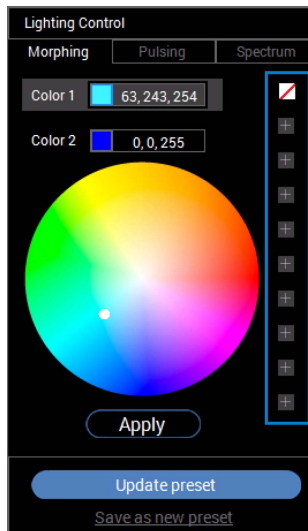 Lighting Control
Morphing Pulsing Spectrum
Color 1 63, 243, 254
Color 2 0, 0, 255
Apply
Update preset
Save as new preset